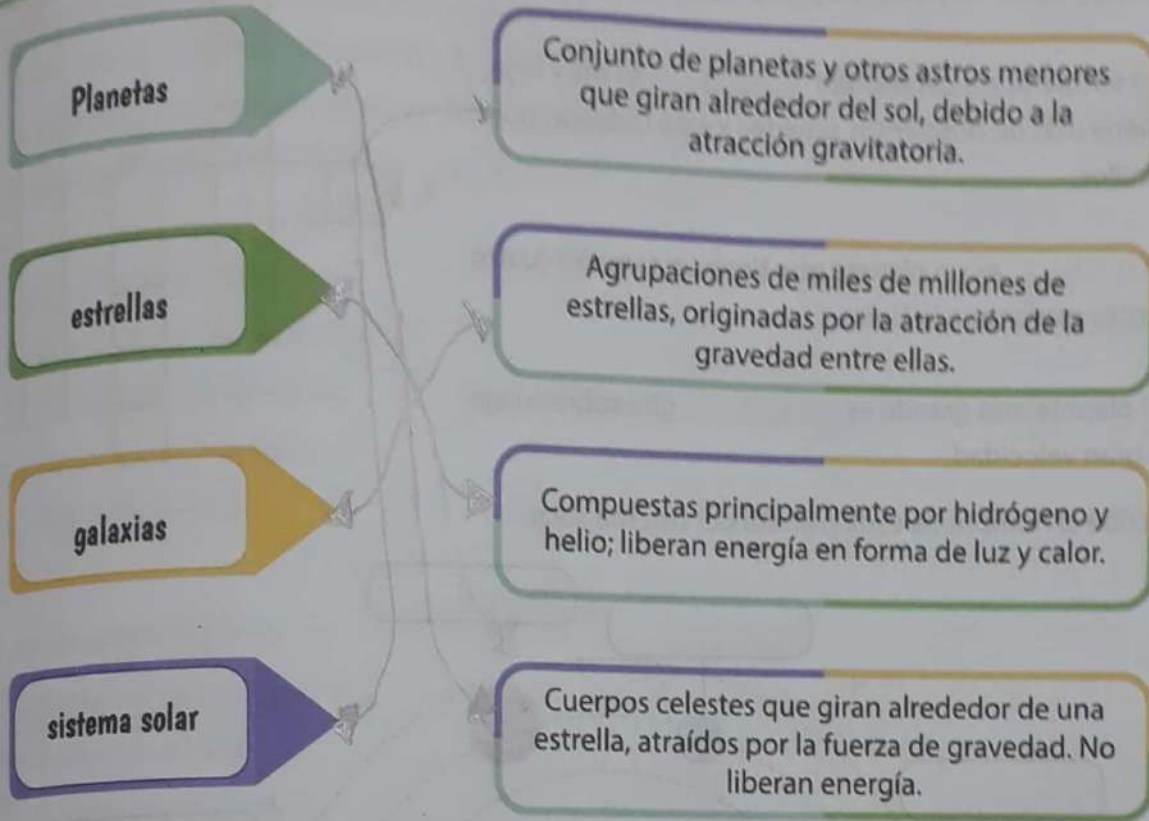 Planetas
Conjunto de planetas y otros astros menores
que giran alrededor del sol, debido a la
atracción gravitatoria.
estrellas
Agrupaciones de miles de millones de
estrellas, originadas por la atracción de la
gravedad entre ellas.
galaxias
Compuestas principalmente por hidrógeno y
helio; liberan energía en forma de luz y calor.
sistema solar
Cuerpos celestes que giran alrededor de una
estrella, atraídos por la fuerza de gravedad. No
liberan energía.